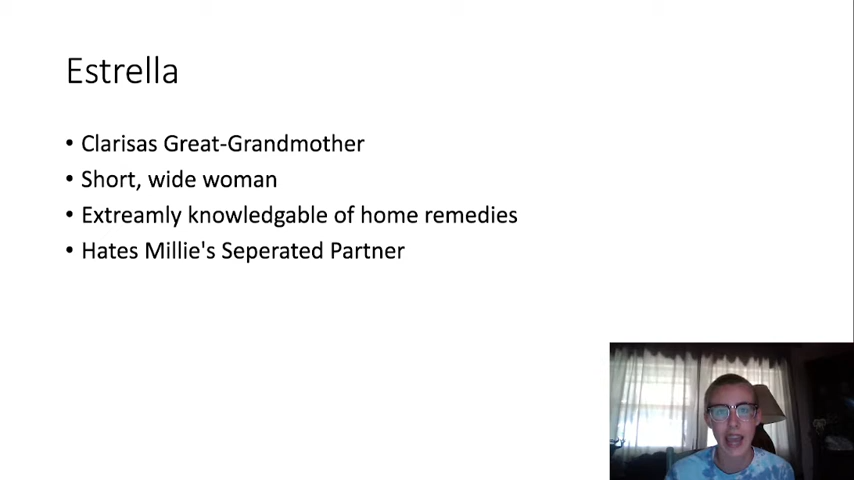 Estrella
• Clarisas Great-Grandmother
• Short, wide woman
• Extreamly knowledgable of home remedies
• Hates Millie's Seperated Partner